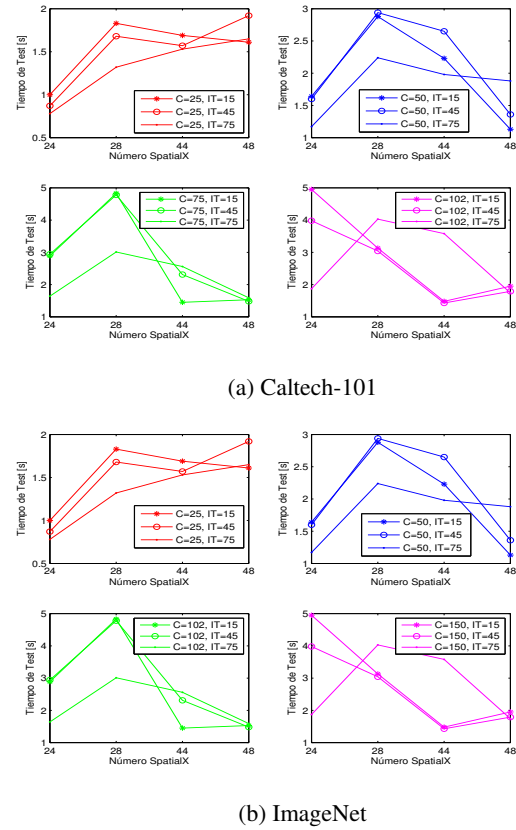 2
1.5
1
0.5
24 28 44 48
Tiempo de Test [s]
Número SpatialX
C=25, IT=15
C=25, IT=45
C=25, IT=75
3
2.5
2
1.5
1
24 28 44 48
Tiempo de Test [s]
Número SpatialX
C=50, IT=15
C=50, IT=45
C=50, IT=75
5
4
3
2
1
24 28 44 48
Tiempo de Test [s]
Número SpatialX
C=75, IT=15
C=75, IT=45
C=75, IT=75
5
4
3
2
1
24 28 44 48
Tiempo de Test [s]
Número SpatialX
C=102, IT=15
C=102, IT=45
C=102, IT=75
(a) Caltech-101
2
1.5
1
0.5
24 28 44 48
Tiempo de Test [s]
Número SpatialX
C=25, IT=15
C=25, IT=45
C=25, IT=75
3
2.5
2
1.5
1
24 28 44 48
Tiempo de Test [s]
Número SpatialX
C=50, IT=15
C=50, IT=45
C=50, IT=75
5
4
3
2
1
24 28 44 48
Tiempo de Test [s]
Número SpatialX
C=102, IT=15
C=102, IT=45
C=102, IT=75
5
4
3
2
1
24 28 44 48
Tiempo de Test [s]
Número SpatialX
C=150, IT=15
C=150, IT=45
C=150, IT=75
(b) ImageNet